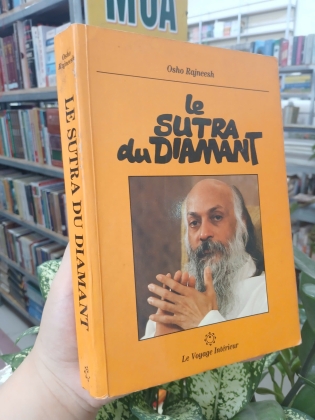 MUA
Osho Rajneesh
le
SUTRA
du DIAMANT
Le Voyage Intérieur
Osho
Rajneesh
LE SUTRA DU DIAMANT